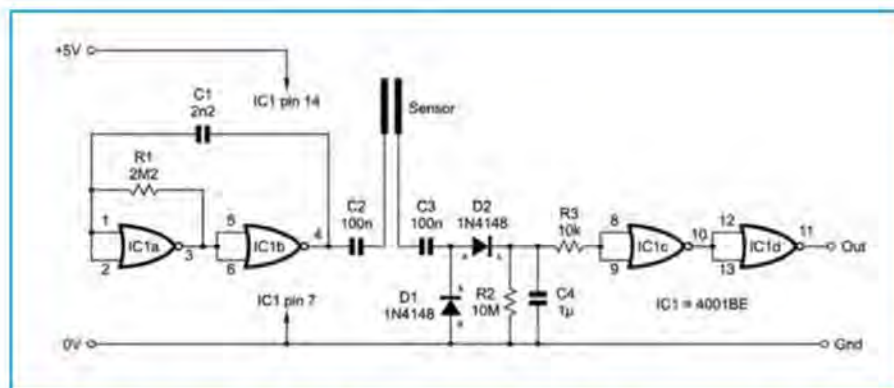 +5V
IC1 pin 14
C1
2n2
Sensor
R1
2M2
C2
100n
C3
100n
D2
1N4148
R3
10k
1
2
IC1a
3
5
6
IC1b
4
a
k
8
9
IC1c
10
12
13
IC1d
11
Out
IC1 pin 7
D1
1N4148
k
a
R2
10M
C4
1µ
IC1 = 4001BE
0V
Gnd